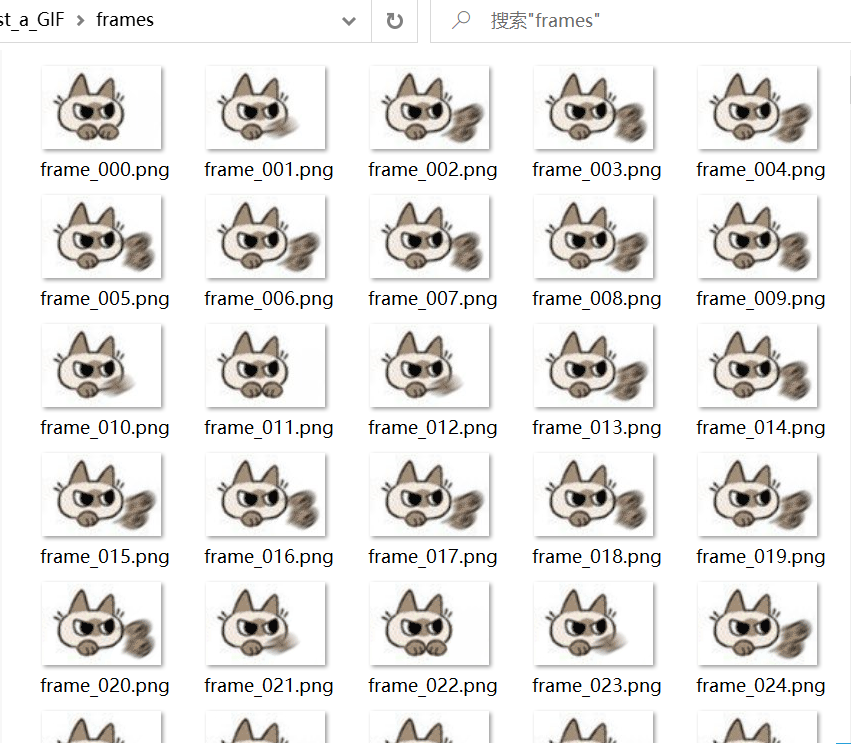 st_a_GIF > frames 搜索"frames"
frame_000.png frame_001.png frame_002.png frame_003.png frame_004.png
frame_005.png frame_006.png frame_007.png frame_008.png frame_009.png
frame_010.png frame_011.png frame_012.png frame_013.png frame_014.png
frame_015.png frame_016.png frame_017.png frame_018.png frame_019.png
frame_020.png frame_021.png frame_022.png frame_023.png frame_024.png